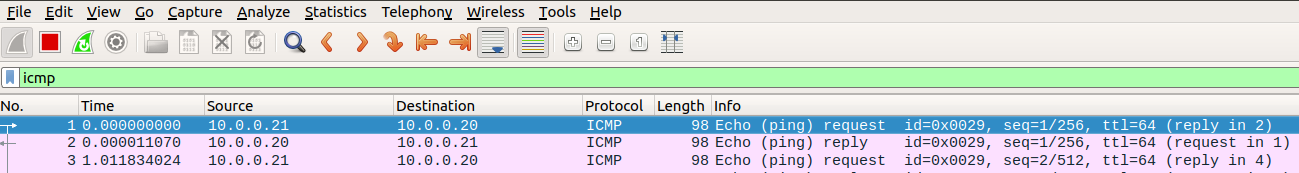 File Edit View Go Capture Analyze Statistics Telephony Wireless Tools Help
icmp
No. Time Source Destination Protocol Length Info
1 0.000000000 10.0.0.21 10.0.0.20 ICMP 98 Echo (ping) request id=0x0029, seq=1/256, ttl=64 (reply in 2)
2 0.000011070 10.0.0.20 10.0.0.21 ICMP 98 Echo (ping) reply id=0x0029, seq=1/256, ttl=64 (request in 1)
3 1.011834024 10.0.0.21 10.0.0.20 ICMP 98 Echo (ping) request id=0x0029, seq=2/512, ttl=64 (reply in 4)